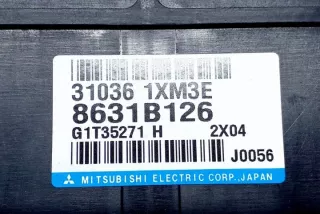 31036 1XM3E
8631B126
G1T35271 H 2X04
J0056
MITSUBISHI ELECTRIC CORP.,JAPAN